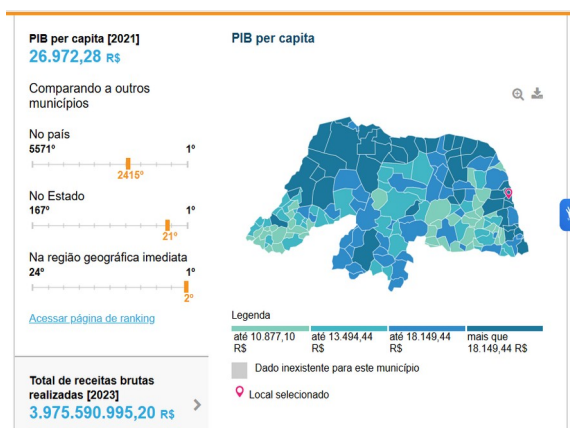 PIB per capita [2021]
26.972,28 R$
Comparando a outros
municípios
No país
5571º 1º
2415º
No Estado
167º 1º
21º
Na região geográfica imediata
24º 1º
2º
Acessar página de ranking
Total de receitas brutas
realizadas [2023]
3.975.590.995,20 R$
PIB per capita
Legenda
até 10.877,10 R$
até 13.494,44 R$
até 18.149,44 R$
mais que 18.149,44 R$
Dado inexistente para este município
Local selecionado